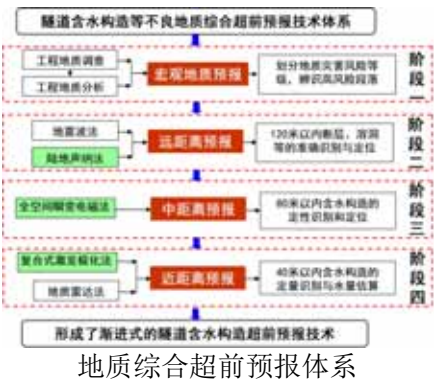 隧道含水构造等不良地质综合超前预报技术体系
工程地质调查
工程地质分析
宏观地质预报
划分地质灾害风险等
级，辨识高风险段落
阶段一
地震波法
陆地声纳法
远距离预报
120米以内断层、溶洞
等的准确识别与定位
阶段二
全空间瞬变电磁法
中距离预报
80米以内含水构造的
定性识别和定位
阶段三
复合式激发极化法
地质雷达法
近距离预报
40米以内含水构造的
定量识别与水量估算
阶段四
形成了渐进式的隧道含水构造超前预报技术
地质综合超前预报体系